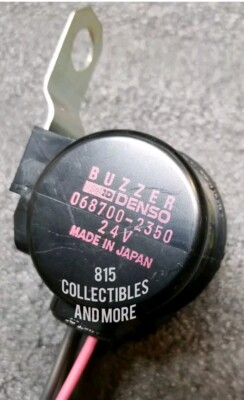 BUZZER
DENSO
068700-2350
24V
MADE IN JAPAN
815
COLLECTIBLES
AND MORE